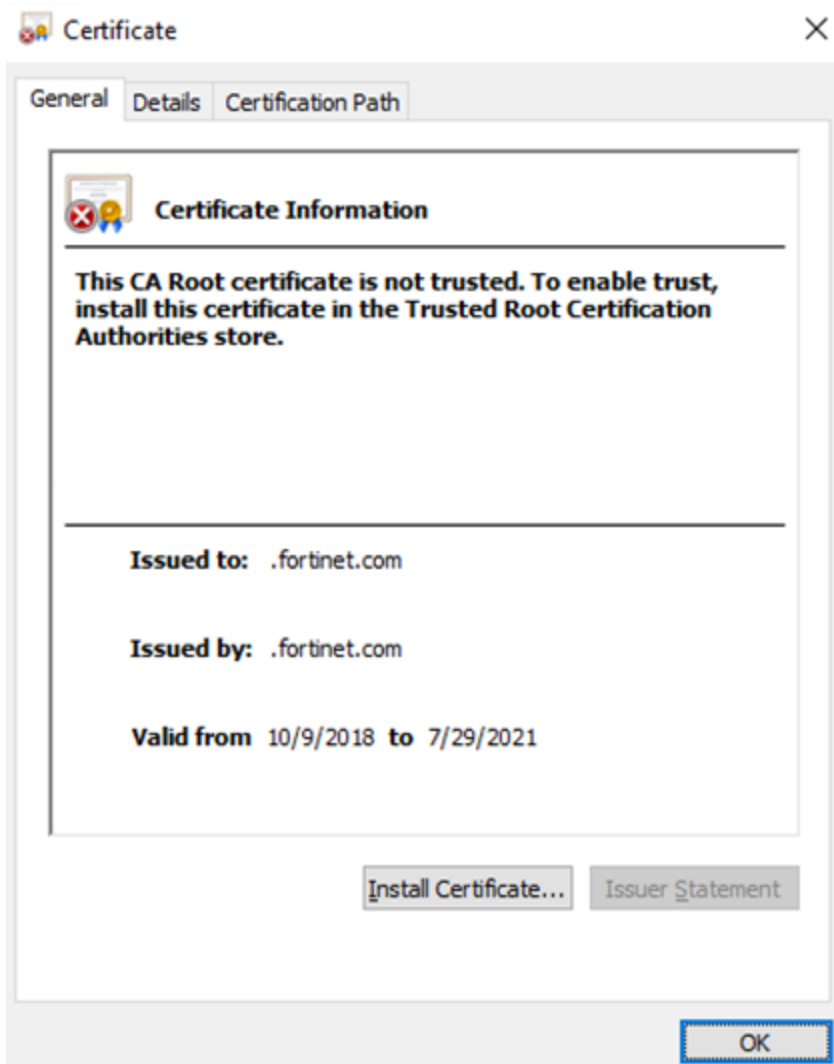 Certificate
General Details Certification Path
Certificate Information
This CA Root certificate is not trusted. To enable trust,
install this certificate in the Trusted Root Certification
Authorities store.
Issued to: .fortinet.com
Issued by: .fortinet.com
Valid from 10/9/2018 to 7/29/2021
Install Certificate... Issuer Statement
OK